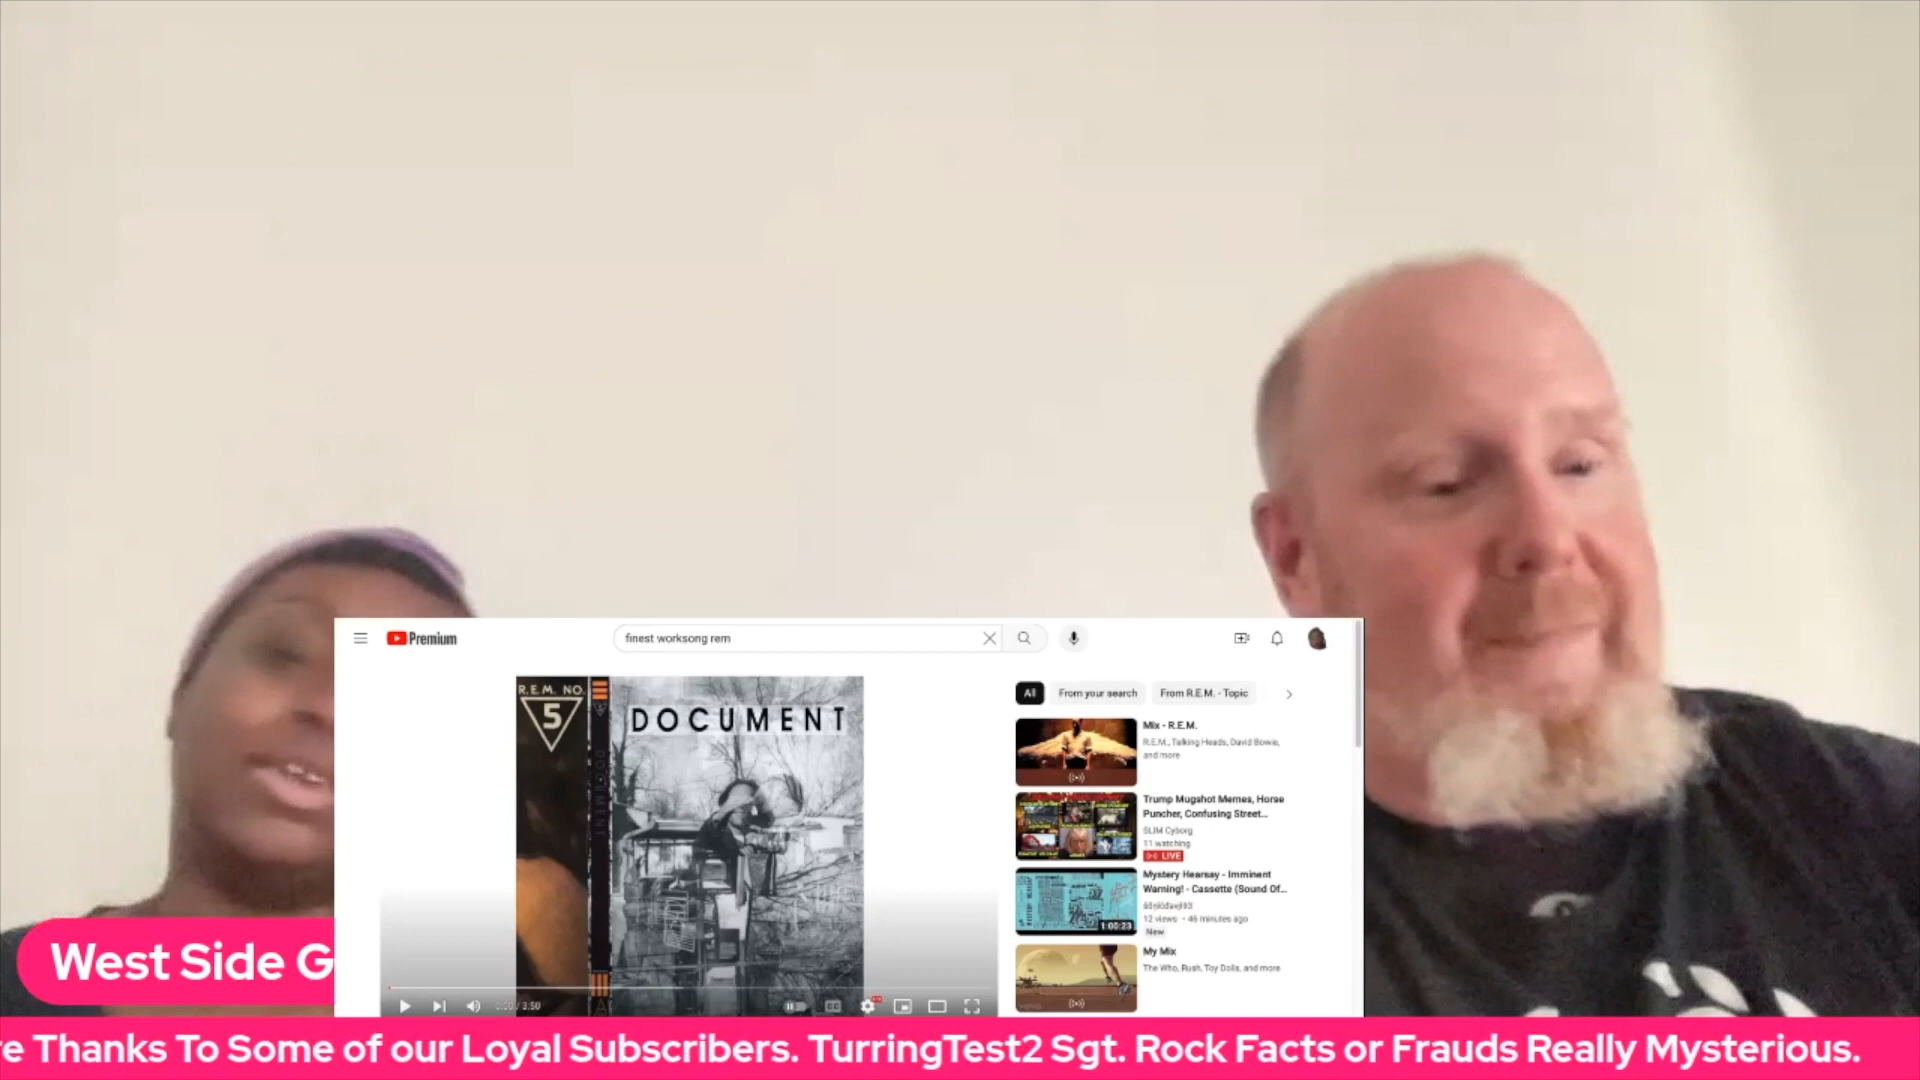 Premium
finest worksong rem
R.E.M. NO.
5
DOCUMENT
DOCUMENT
3:50
All
From your search
From R.E.M. - Topic
Mix - R.E.M.
R.E.M., Talking Heads, David Bowie,
and more
Trump Mugshot Memes, Horse
Puncher, Confusing Street...
SLIM Cyborg
11 watching
LIVE
Mystery Hearsay - Imminent
Warning! - Cassette (Sound Of...
12 views • 46 minutes ago
New
1:00:23
My Mix
The Who, Rush, Toy Dolls, and more
West Side G
e Thanks To Some of our Loyal Subscribers. TurringTest2 Sgt. Rock Facts or Frauds Really Mysterious.